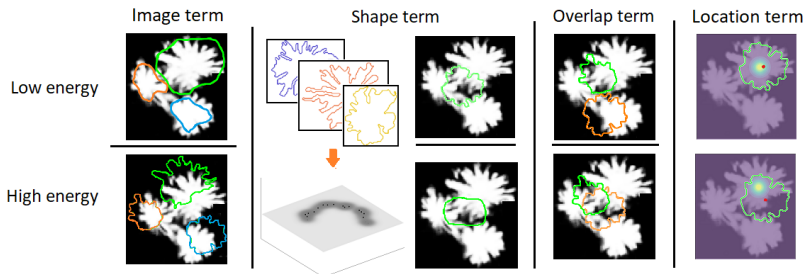 Image term
Shape term
Overlap term
Location term
Low energy
High energy